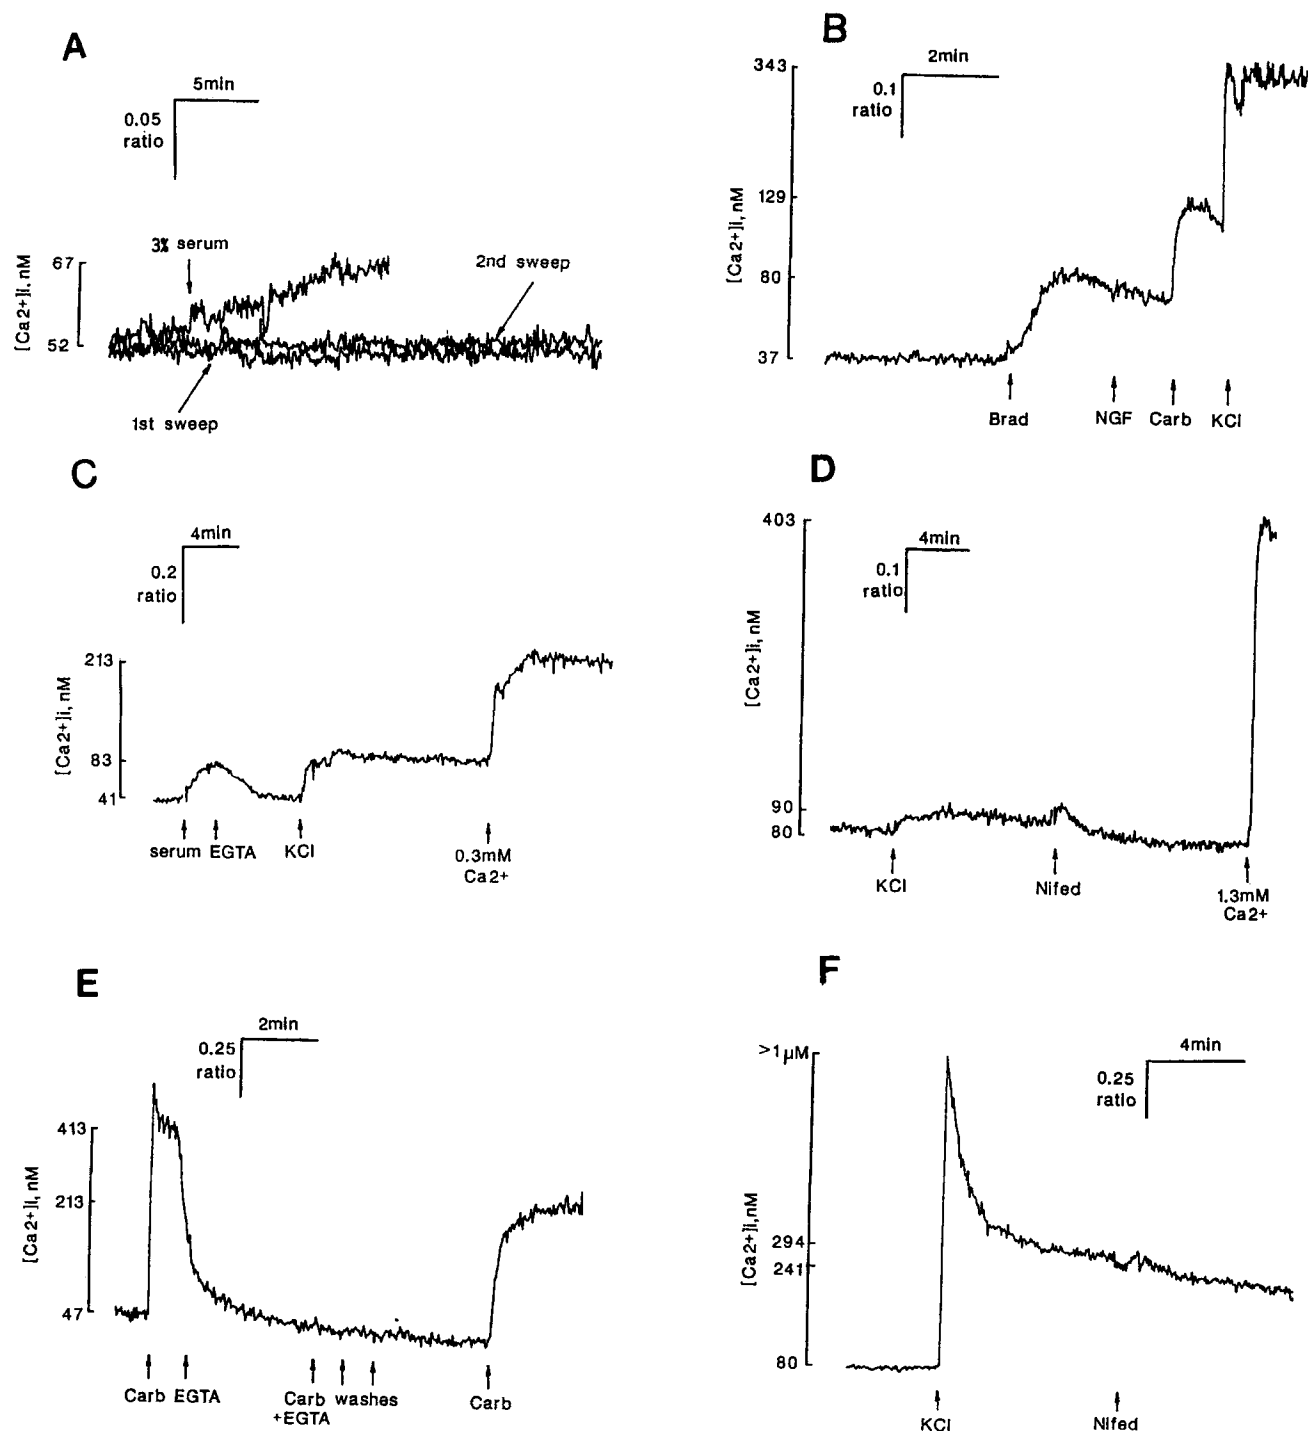 A
5min
0.05
ratio
3% serum
67
52
[Ca2+]i, nM
2nd sweep
1st sweep
B
2min
0.1
ratio
343
129
80
37
[Ca2+]i, nM
Brad
NGF
Carb
KCl
C
4min
0.2
ratio
213
83
41
[Ca2+]i, nM
serum
EGTA
KCl
0.3mM
Ca2+
D
4min
0.1
ratio
403
90
80
[Ca2+]i, nM
KCl
Nifed
1.3mM
Ca2+
E
2min
0.25
ratio
413
213
47
[Ca2+]i, nM
Carb
EGTA
Carb
+EGTA
washes
Carb
F
4min
0.25
ratio
>1µM
294
241
80
[Ca2+]i,nM
KCl
Nifed